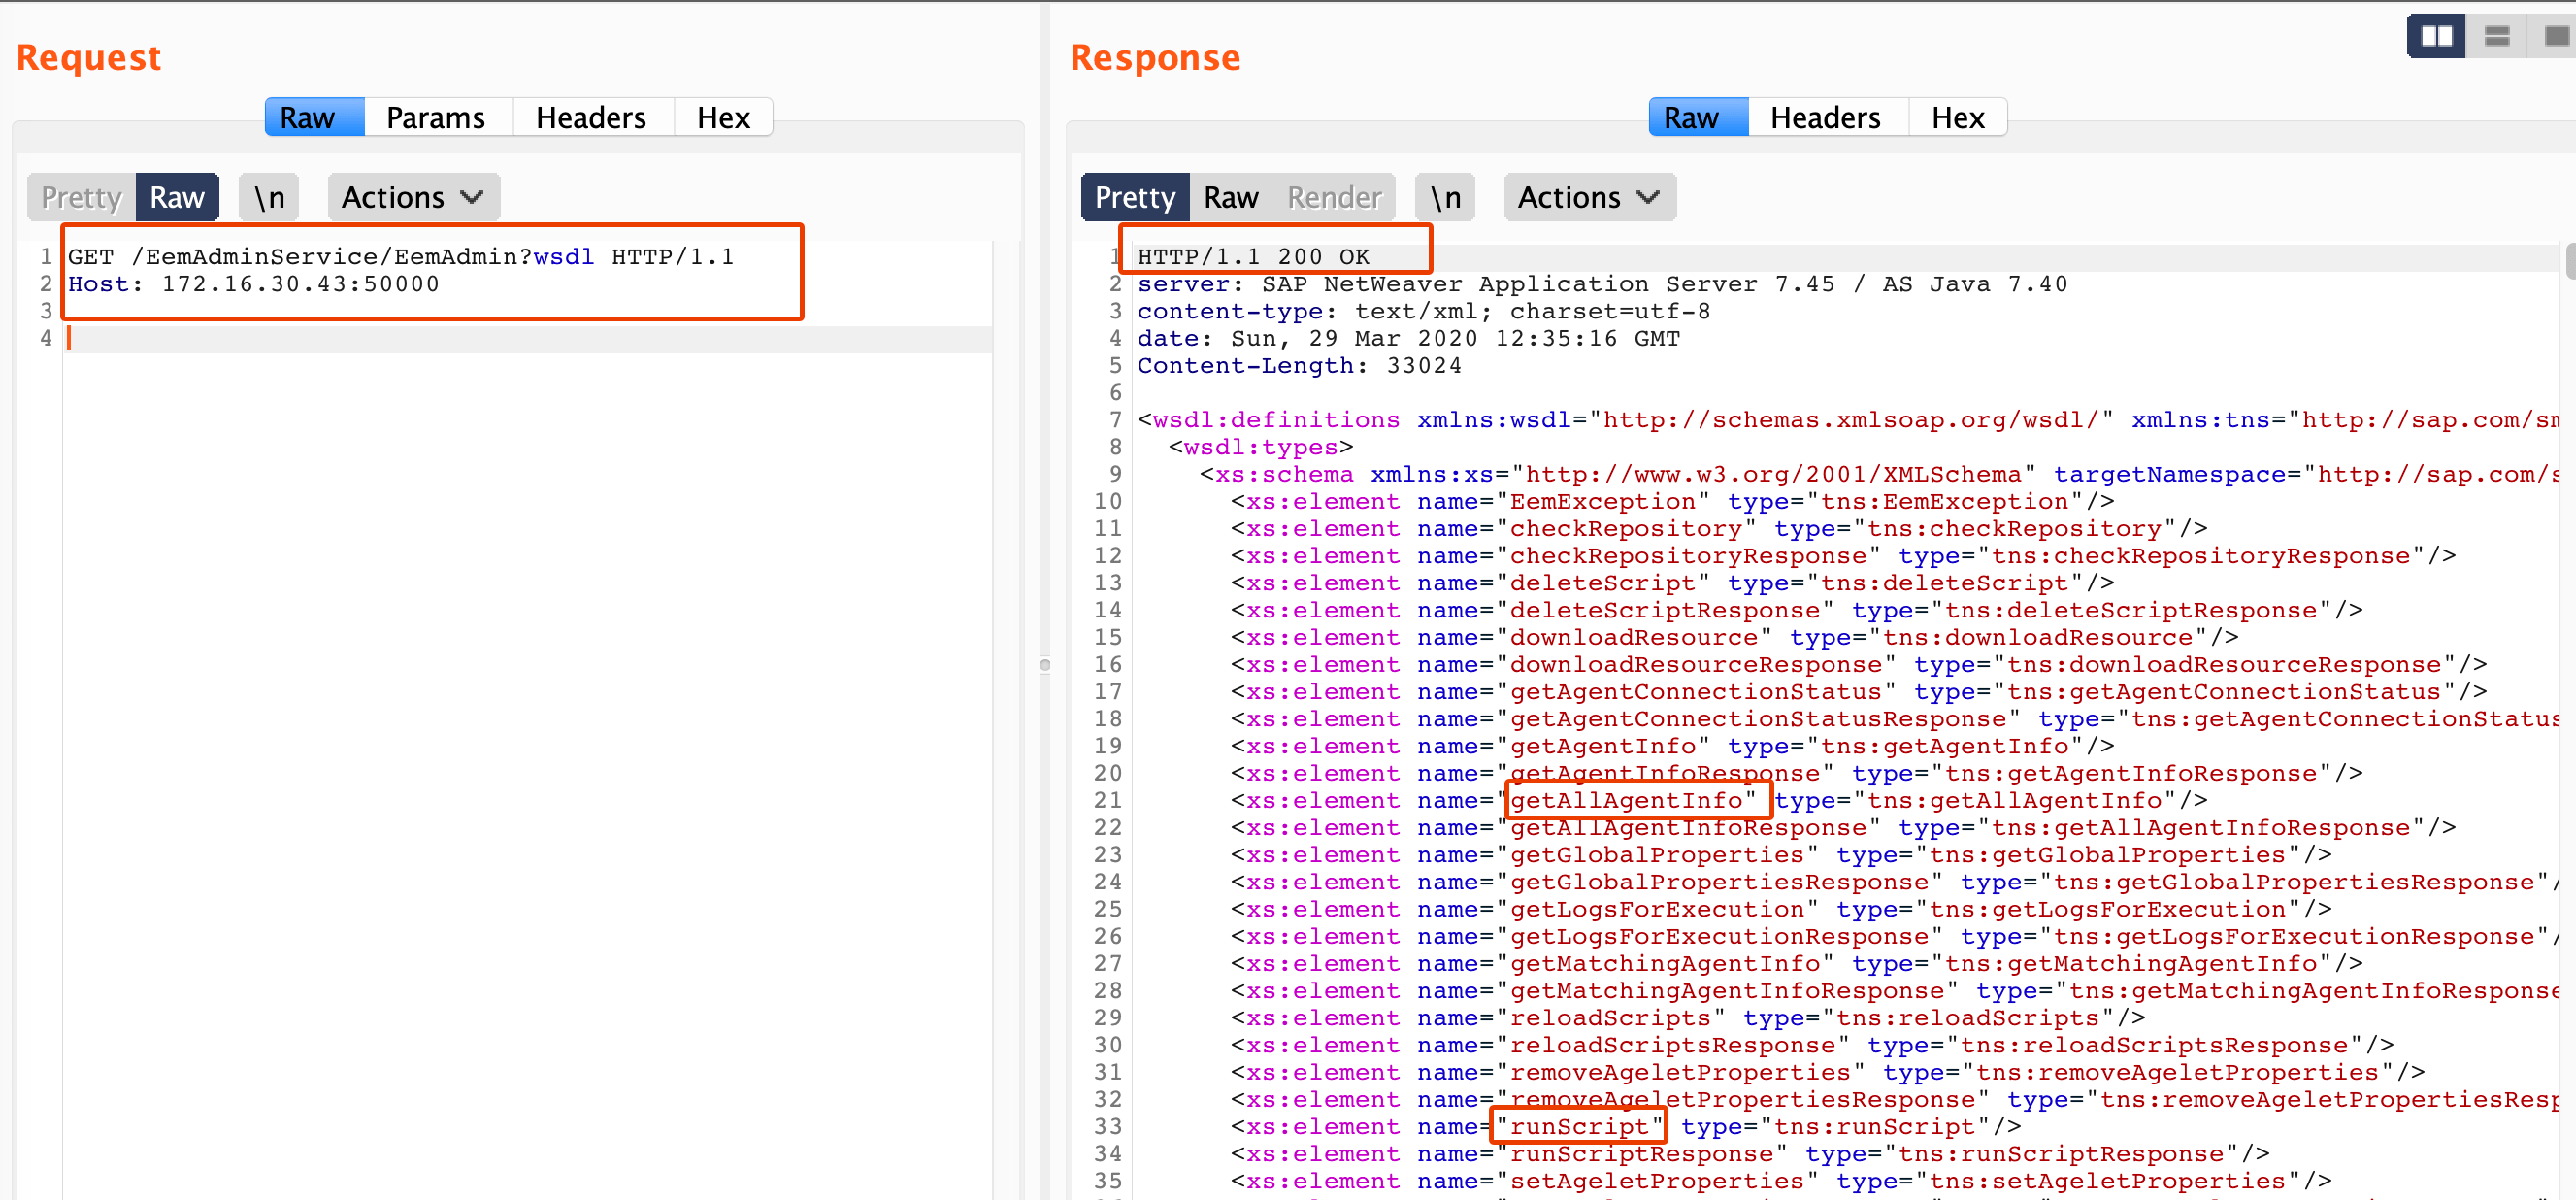 Request
Raw Params Headers Hex
Pretty Raw \n Actions
1 GET /EemAdminService/EemAdmin?wsdl HTTP/1.1
2 Host: 172.16.30.43:50000
3
4
Response
Raw Headers Hex
Pretty Raw Render \n Actions
1 HTTP/1.1 200 OK
2 server: SAP NetWeaver Application Server 7.45 / AS Java 7.40
3 content-type: text/xml; charset=utf-8
4 date: Sun, 29 Mar 2020 12:35:16 GMT
5 Content-Length: 33024
6
7 <wsdl:definitions xmlns:wsdl="http://schemas.xmlsoap.org/wsdl/" xmlns:tns="http://sap.com/sm
8 <wsdl:types>
9 <xs:schema xmlns:xs="http://www.w3.org/2001/XMLSchema" targetNamespace="http://sap.com/s
10 <xs:element name="EemException" type="tns:EemException"/>
11 <xs:element name="checkRepository" type="tns:checkRepository"/>
12 <xs:element name="checkRepositoryResponse" type="tns:checkRepositoryResponse"/>
13 <xs:element name="deleteScript" type="tns:deleteScript"/>
14 <xs:element name="deleteScriptResponse" type="tns:deleteScriptResponse"/>
15 <xs:element name="downloadResource" type="tns:downloadResource"/>
16 <xs:element name="downloadResourceResponse" type="tns:downloadResourceResponse"/>
17 <xs:element name="getAgentConnectionStatus" type="tns:getAgentConnectionStatus"/>
18 <xs:element name="getAgentConnectionStatusResponse" type="tns:getAgentConnectionStatus
19 <xs:element name="getAgentInfo" type="tns:getAgentInfo"/>
20 <xs:element name="getAgentInfoResponse" type="tns:getAgentInfoResponse"/>
21 <xs:element name="getAllAgentInfo" type="tns:getAllAgentInfo"/>
22 <xs:element name="getAllAgentInfoResponse" type="tns:getAllAgentInfoResponse"/>
23 <xs:element name="getGlobalProperties" type="tns:getGlobalProperties"/>
24 <xs:element name="getGlobalPropertiesResponse" type="tns:getGlobalPropertiesResponse"/
25 <xs:element name="getLogsForExecution" type="tns:getLogsForExecution"/>
26 <xs:element name="getLogsForExecutionResponse" type="tns:getLogsForExecutionResponse"/
27 <xs:element name="getMatchingAgentInfo" type="tns:getMatchingAgentInfo"/>
28 <xs:element name="getMatchingAgentInfoResponse" type="tns:getMatchingAgentInfoResponse
29 <xs:element name="reloadScripts" type="tns:reloadScripts"/>
30 <xs:element name="reloadScriptsResponse" type="tns:reloadScriptsResponse"/>
31 <xs:element name="removeAgeletProperties" type="tns:removeAgeletProperties"/>
32 <xs:element name="removeAgeletPropertiesResponse" type="tns:removeAgeletPropertiesResp
33 <xs:element name="runScript" type="tns:runScript"/>
34 <xs:element name="runScriptResponse" type="tns:runScriptResponse"/>
35 <xs:element name="setAgeletProperties" type="tns:setAgeletProperties"/>